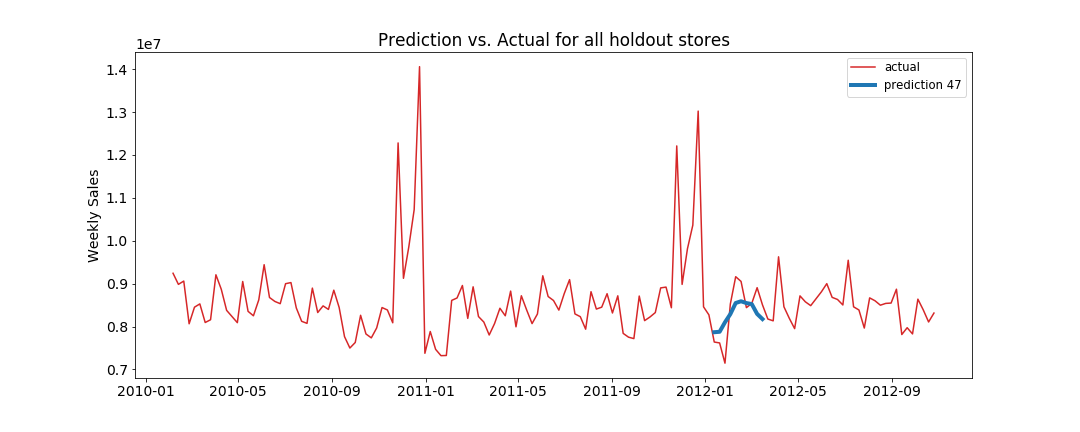 Prediction vs. Actual for all holdout stores
1e7
actual
prediction 47
1.4
1.3
1.2
1.1
1.0
0.9
0.8
0.7
Weekly Sales
2010-01 2010-05 2010-09 2011-01 2011-05 2011-09 2012-01 2012-05 2012-09